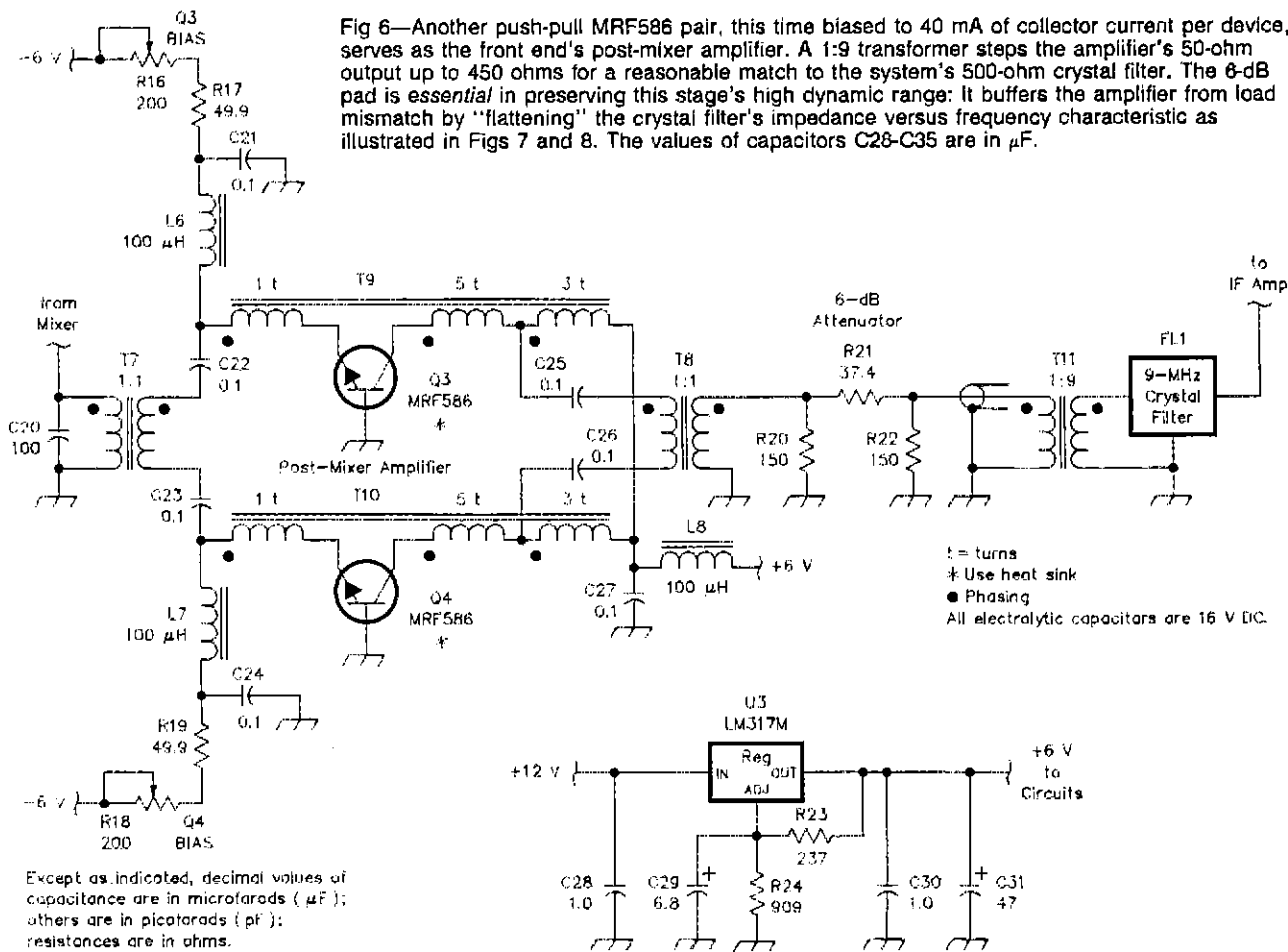 Fig 6—Another push-pull MRF586 pair, this time biased to 40 mA of collector current per device,
serves as the front end's post-mixer amplifier. A 1:9 transformer steps the amplifier's 50-ohm
output up to 450 ohms for a reasonable match to the system's 500-ohm crystal filter. The 6-dB
pad is essential in preserving this stage's high dynamic range: It buffers the amplifier from load
mismatch by "flattening" the crystal filter's impedance versus frequency characteristic as
illustrated in Figs 7 and 8. The values of capacitors C28-C35 are in µF.
Q3
BIAS
-6 V
R16
200
R17
49.9
C21
0.1
L6
100 µH
from
Mixer
T7
1:1
C20
100
C22
0.1
1 t
T9
5 t
3 t
Q3
MRF586
*
C25
0.1
C26
0.1
T8
1:1
6-dB
Attenuator
R21
37.4
R20
150
R22
150
T11
1:9
FL1
9-MHz
Crystal
Filter
to
IF Amp
Post-Mixer Amplifier
C23
0.1
1 t
T10
5 t
3 t
Q4
MRF586
*
L8
100 µH
+6 V
C27
0.1
L7
100 µH
C24
0.1
R19
49.9
-6 V
R18
200
Q4
BIAS
t = turns
* Use heat sink
● Phasing
All electrolytic capacitors are 16 V DC.
U3
LM317M
+12 V
IN
Reg
OUT
ADJ
+6 V
to
Circuits
R23
237
C28
1.0
C29
6.8
+
R24
909
C30
1.0
+
C31
47
Except as indicated, decimal values of
capacitance are in microfarads ( µF );
others are in picofarads ( pF );
resistances are in ohms.